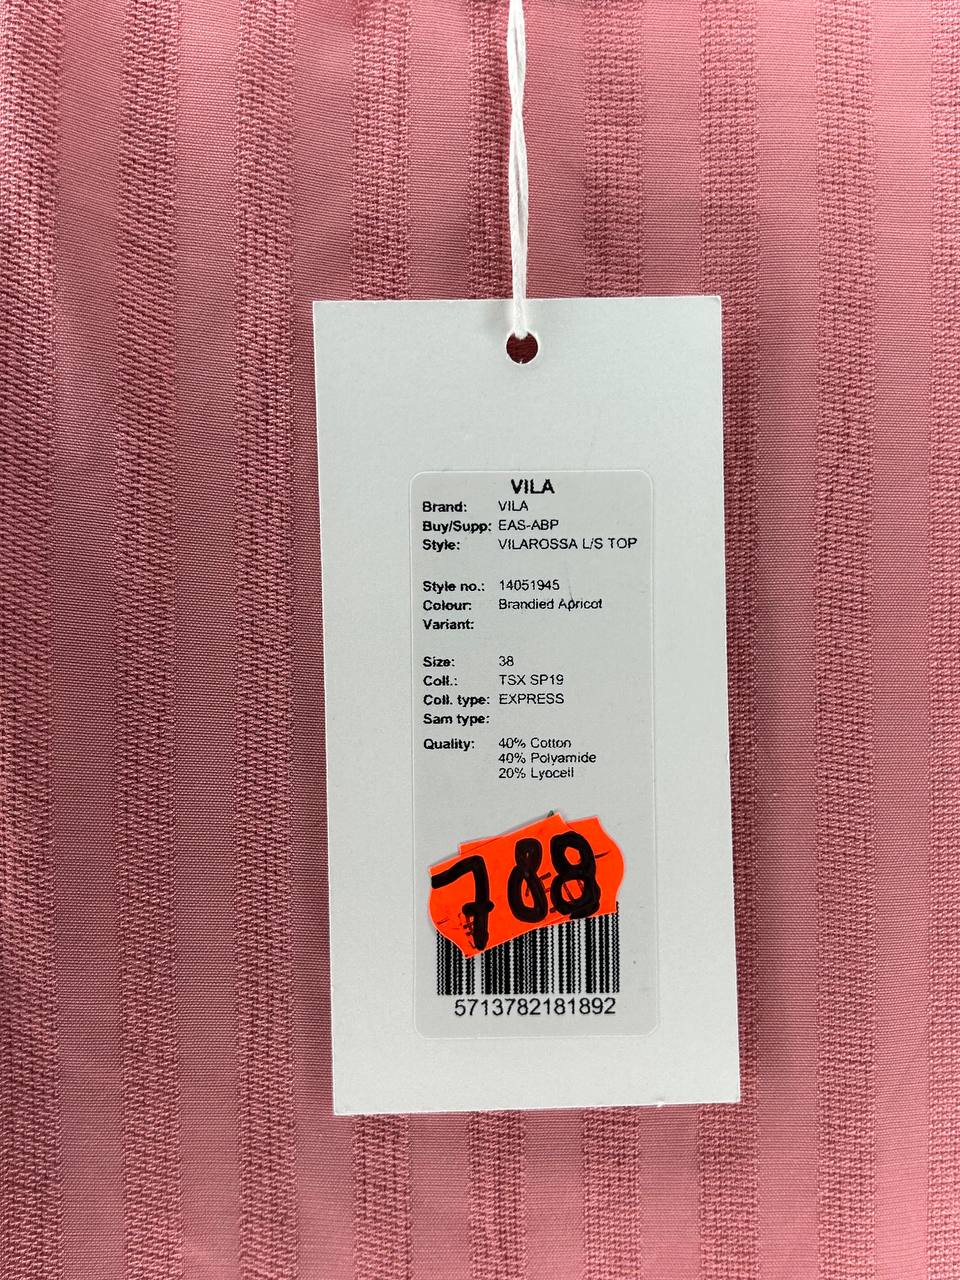 VILA
Brand: VILA
Buy/Supp: EAS-ABP
Style: VILAROSSA L/S TOP
Style no.: 14051945
Colour: Brandied Apricot
Variant:
Size: 38
Coll.: TSX SP19
Coll. type: EXPRESS
Sam type:
Quality: 40% Cotton
40% Polyamide
20% Lyocell
788
5713782181892